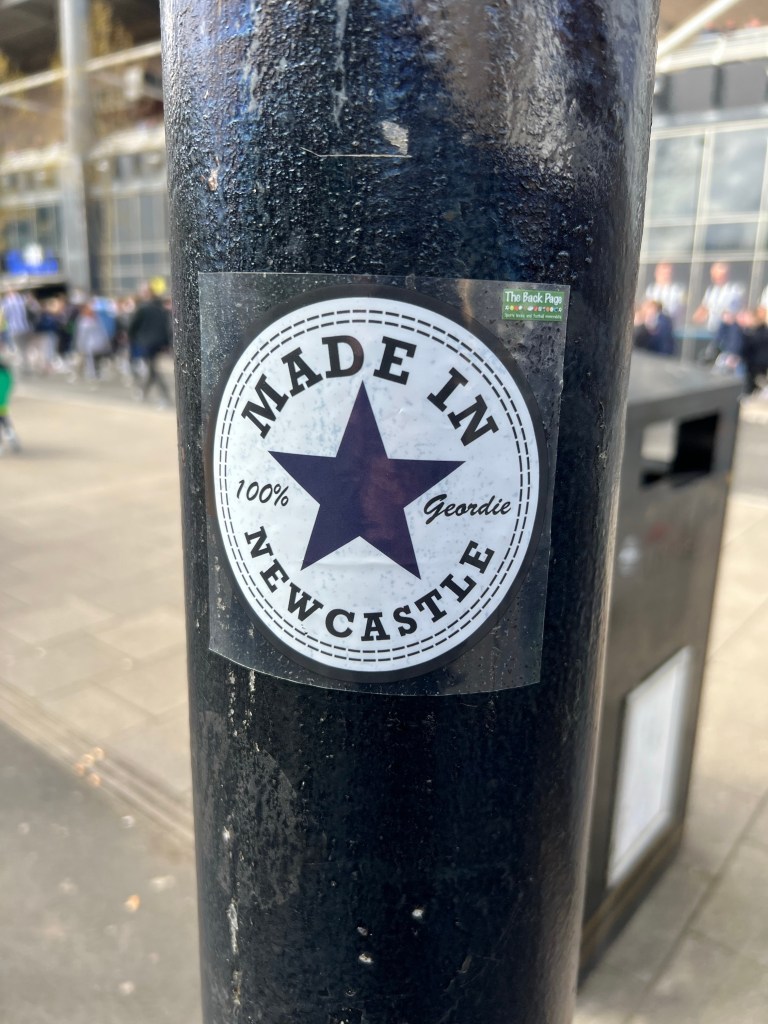 The Back Page
MADE IN
100% Geordie
NEWCASTLE